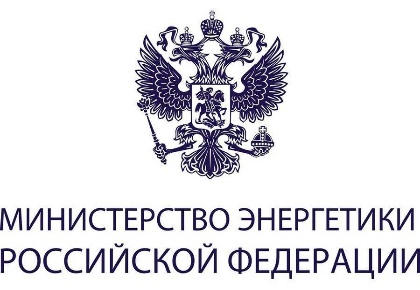 МИНИСТЕРСТВО ЭНЕРГЕТИКИ
РОССИЙСКОЙ ФЕДЕРАЦИИ